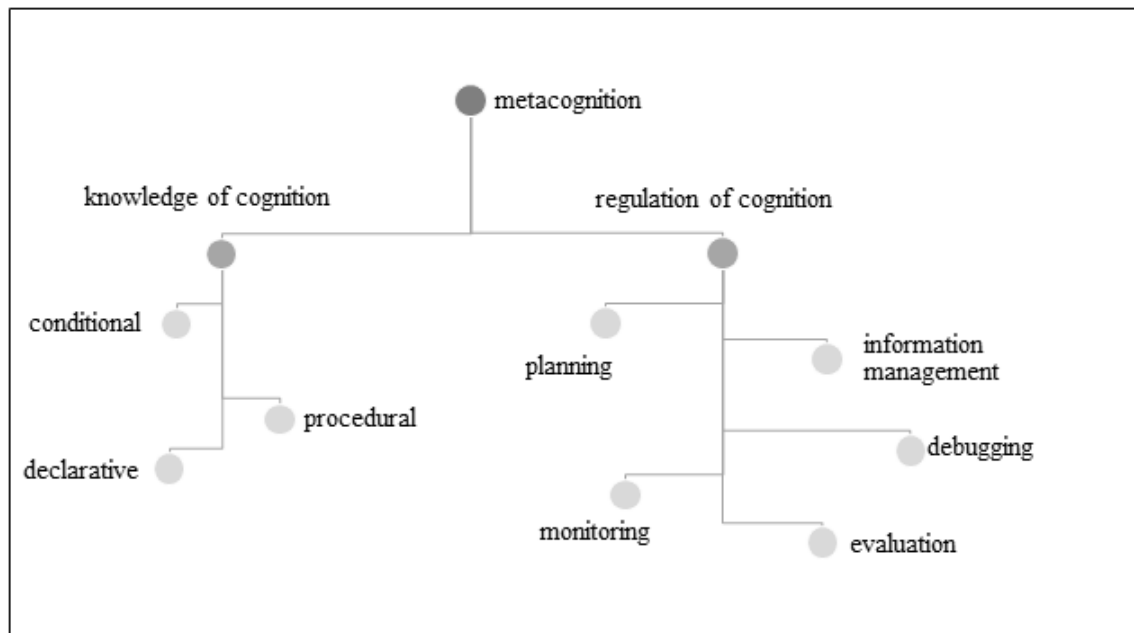 metacognition
knowledge of cognition
regulation of cognition
conditional
procedural
declarative
planning
information
management
debugging
monitoring
evaluation